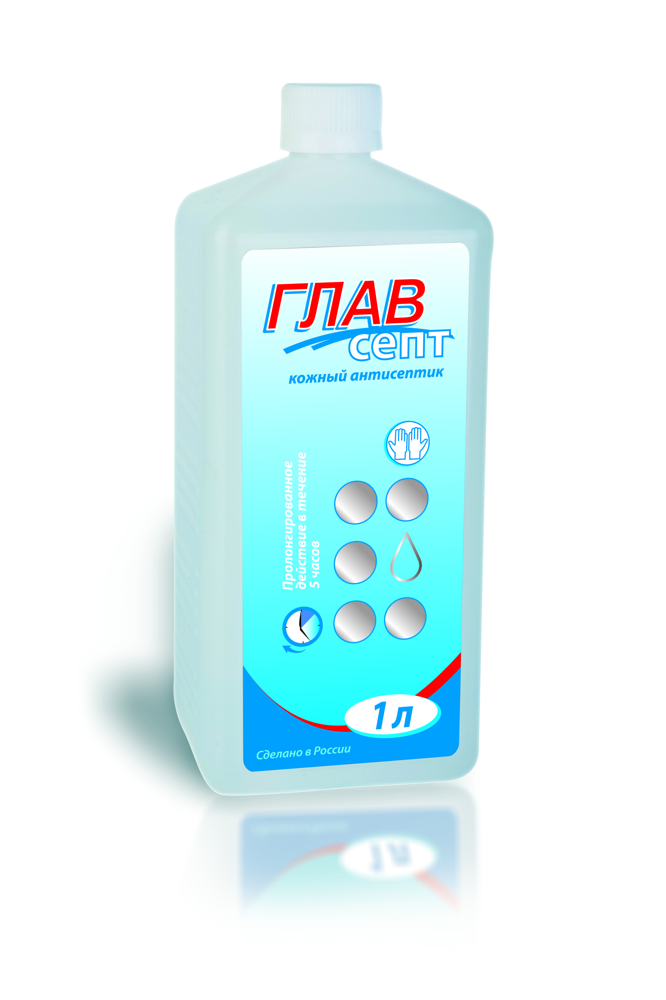 ГЛАВ
септ
кожный антисептик
Пролонгированное
действие в течение
5 часов
1 л
Сделано в России